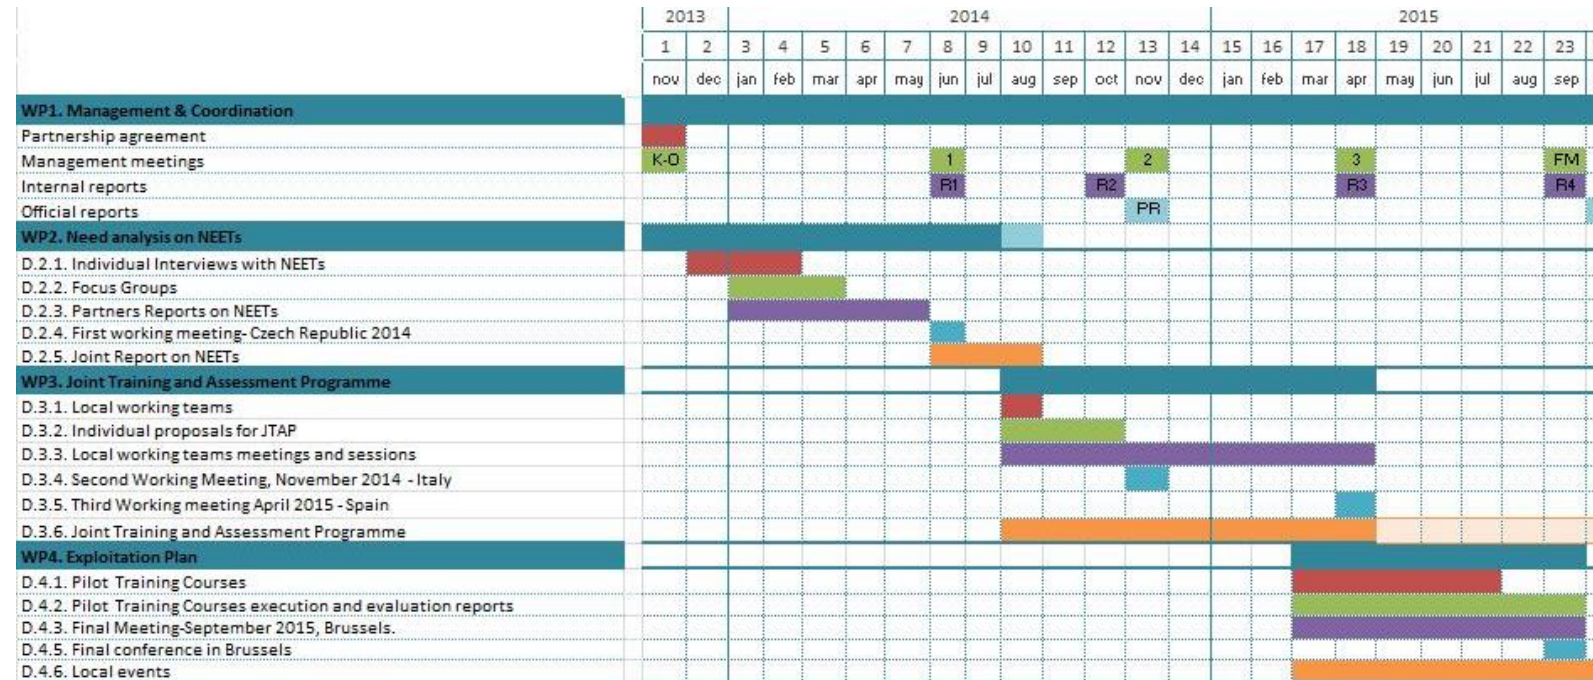 2013 2014 2015
1 2 3 4 5 6 7 8 9 10 11 12 13 14 15 16 17 18 19 20 21 22 23
nov dec jan feb mar apr may jun jul aug sep oct nov dec jan feb mar apr may jun jul aug sep
WP1. Management & Coordination
Partnership agreement
Management meetings K-O 1 2 3 FM
Internal reports R1 R2 R3 R4
Official reports PR
WP2. Need analysis on NEETs
D.2.1. Individual Interviews with NEETs
D.2.2. Focus Groups
D.2.3. Partners Reports on NEETs
D.2.4. First working meeting- Czech Republic 2014
D.2.5. Joint Report on NEETs
WP3. Joint Training and Assessment Programme
D.3.1. Local working teams
D.3.2. Individual proposals for JTAP
D.3.3. Local working teams meetings and sessions
D.3.4. Second Working Meeting, November 2014 - Italy
D.3.5. Third Working meeting April 2015 - Spain
D.3.6. Joint Training and Assessment Programme
WP4. Exploitation Plan
D.4.1. Pilot Training Courses
D.4.2. Pilot Training Courses execution and evaluation reports
D.4.3. Final Meeting-September 2015, Brussels.
D.4.5. Final conference in Brussels
D.4.6. Local events